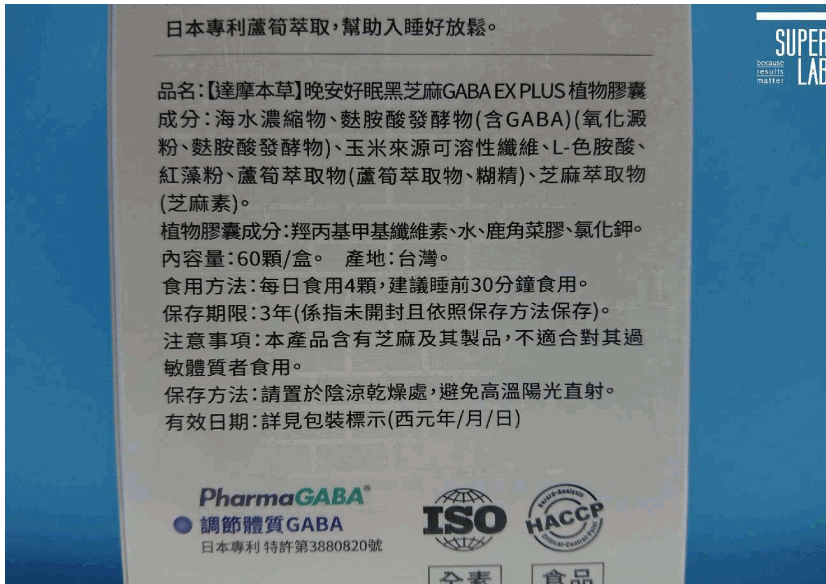 日本專利蘆筍萃取,幫助入睡好放鬆。
SUPER
because
results
matter
LAB
品名:【達摩本草】晚安好眠黑芝麻GABA EX PLUS 植物膠囊
成分:海水濃縮物、麩胺酸發酵物(含GABA)(氧化澱
粉、麩胺酸發酵物)、玉米來源可溶性纖維、L-色胺酸、
紅藻粉、蘆筍萃取物(蘆筍萃取物、糊精)、芝麻萃取物
(芝麻素)。
植物膠囊成分:羥丙基甲基纖維素、水、鹿角菜膠、氯化鉀。
內容量:60顆/盒。 產地:台灣。
食用方法:每日食用4顆,建議睡前30分鐘食用。
保存期限:3年(係指未開封且依照保存方法保存)。
注意事項:本產品含有芝麻及其製品,不適合對其過
敏體質者食用。
保存方法:請置於陰涼乾燥處,避免高溫陽光直射。
有效日期:詳見包裝標示(西元年/月/日)
PharmaGABA®
調節體質GABA
日本專利 特許第3880820號
ISO
Hazard-Analysis
HACCP
Critical-Control-Point
全素
食品